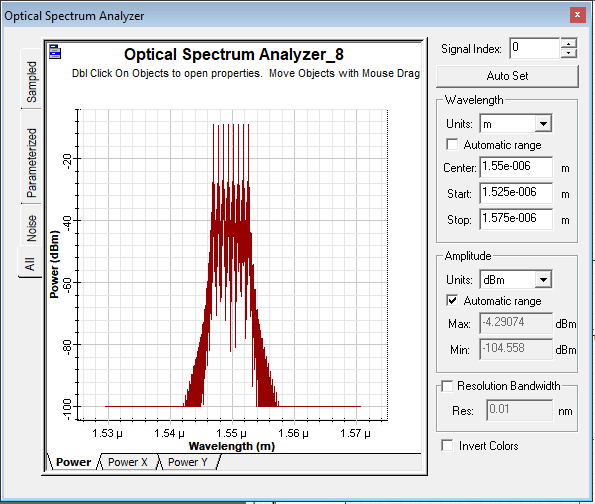 Optical Spectrum Analyzer
Optical Spectrum Analyzer_8
Dbl Click On Objects to open properties. Move Objects with Mouse Drag
Sampled
Parameterized
Noise
All
Power (dBm)
-20
-40
-60
-80
-100
1.53 µ
1.54 µ
1.55 µ
1.56 µ
1.57 µ
Wavelength (m)
Power
Power X
Power Y
Signal Index: 0
Auto Set
Wavelength
Units: m
Automatic range
Center: 1.55e-006 m
Start: 1.525e-006 m
Stop: 1.575e-006 m
Amplitude
Units: dBm
Automatic range
Max: -4.29074 dBm
Min: -104.558 dBm
Resolution Bandwidth
Res: 0.01 nm
Invert Colors